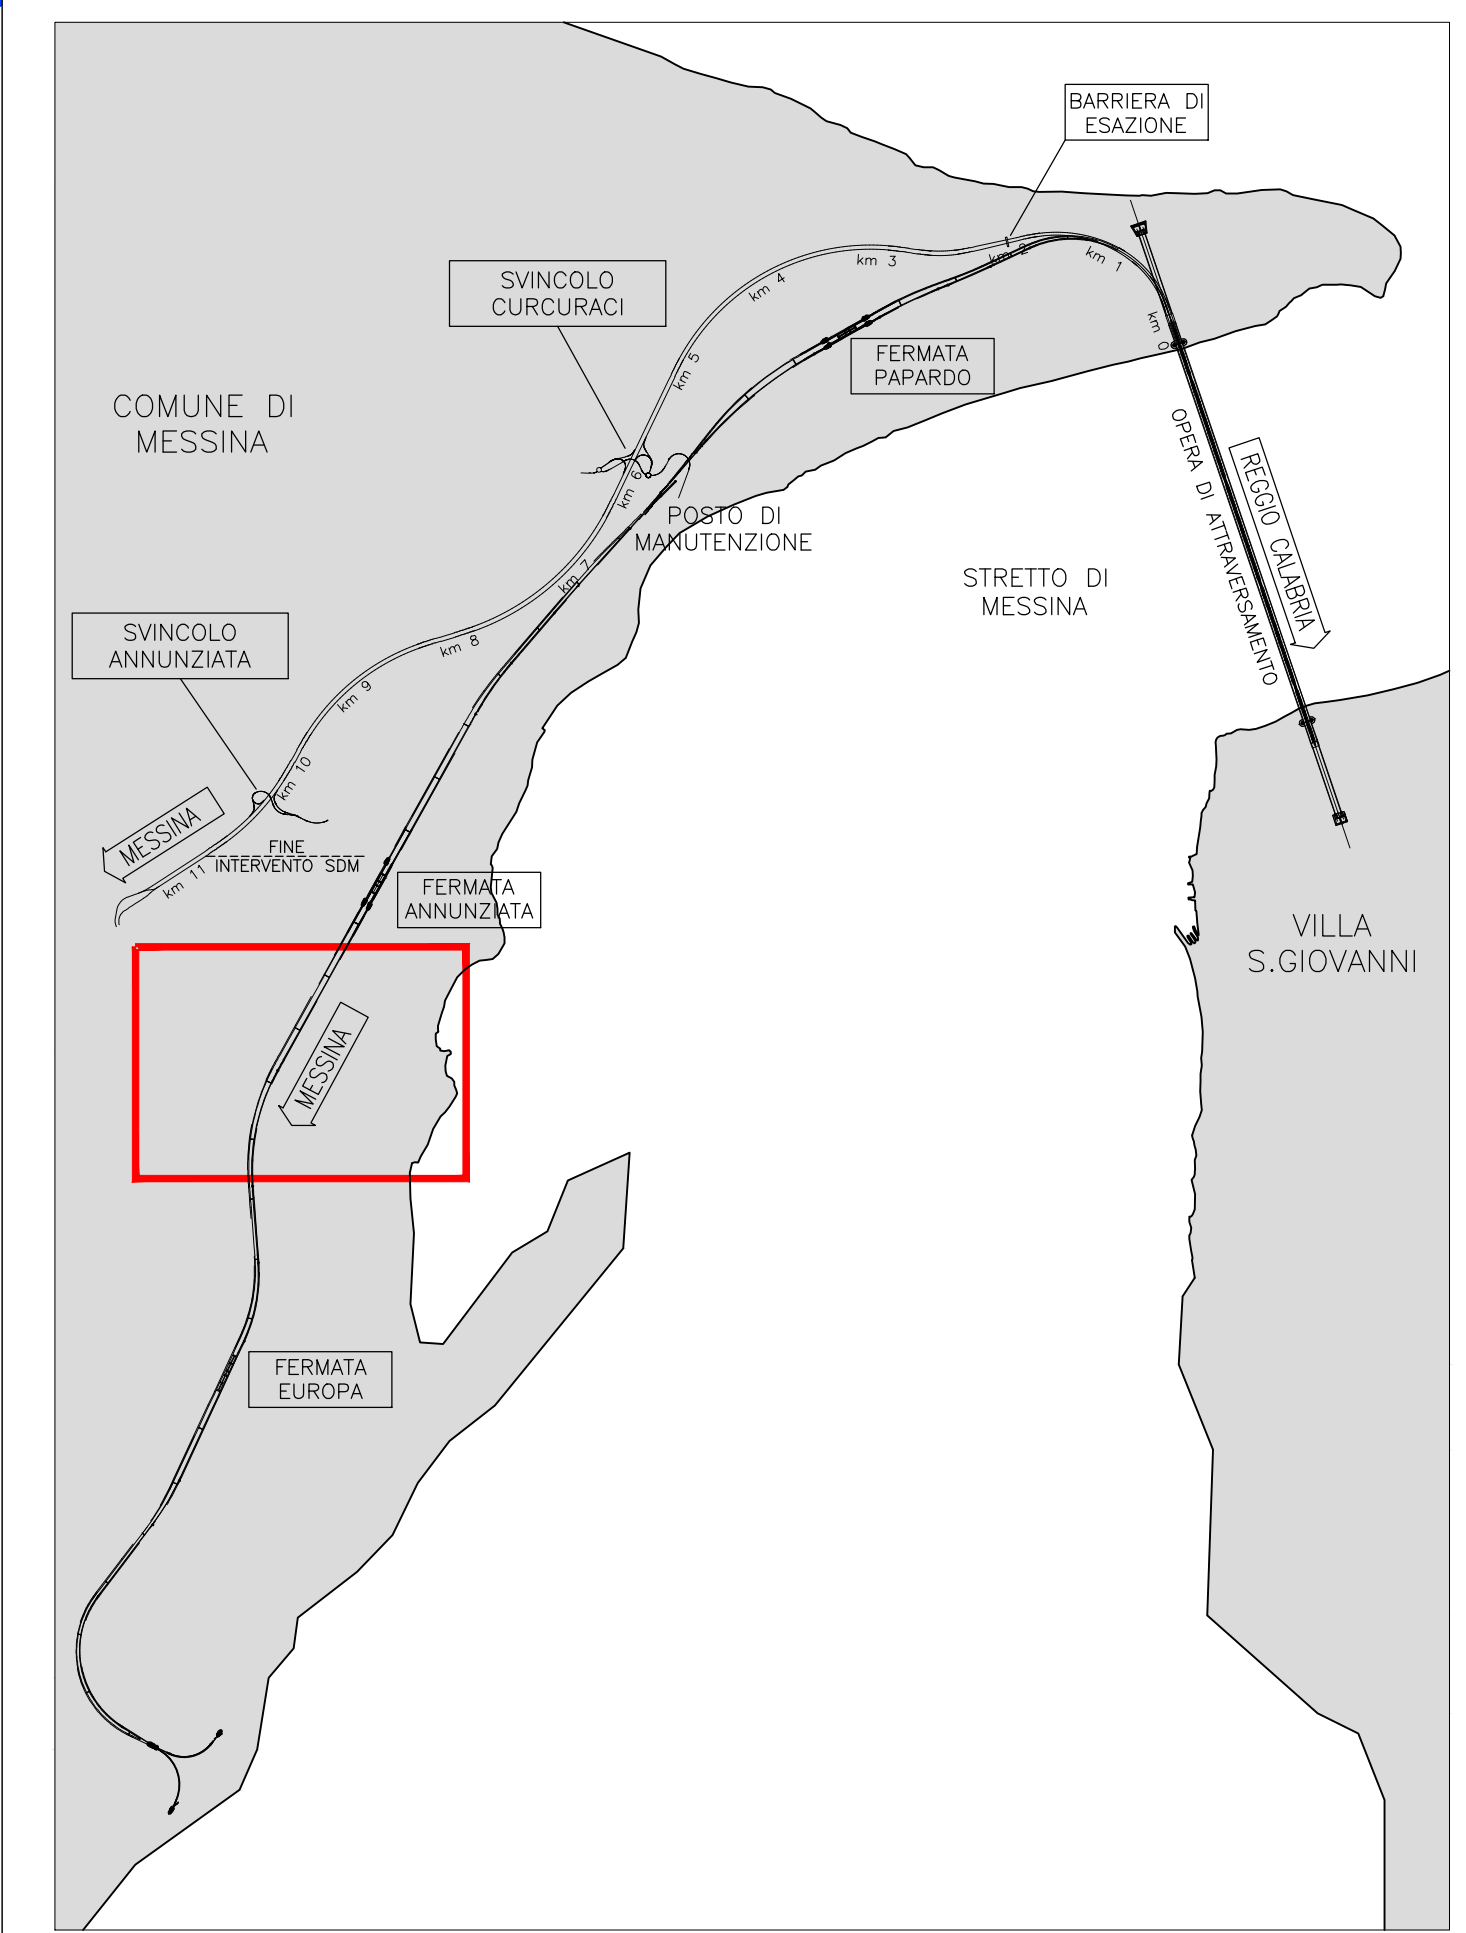 BARRIERA DI
ESAZIONE
km 0
km 1
km 2
km 3
km 4
km 5
km 6
km 7
km 8
km 9
km 10
km 11
SVINCOLO
CURCURACI
FERMATA
PAPARDO
COMUNE DI
MESSINA
POSTO DI
MANUTENZIONE
OPERA DI ATTRAVERSAMENTO
REGGIO CALABRIA
STRETTO DI
MESSINA
SVINCOLO
ANNUNZIATA
MESSINA
FINE
INTERVENTO SDM
FERMATA
ANNUNZIATA
VILLA
S.GIOVANNI
MESSINA
FERMATA
EUROPA